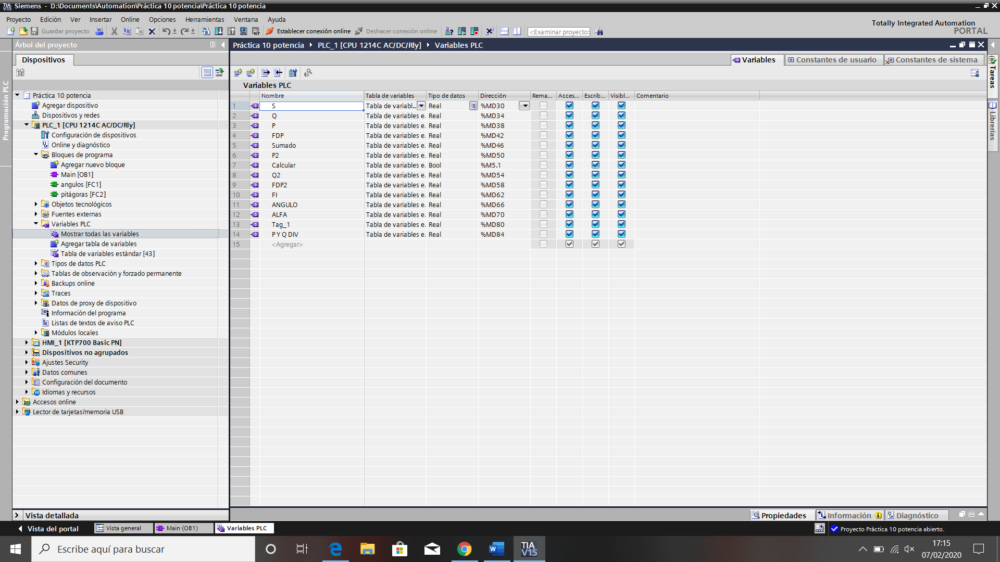 Siemens - D:\Documents\Automation\Práctica 10 potencia\Práctica 10 potencia
Proyecto Edición Ver Insertar Online Opciones Herramientas Ventana Ayuda
Totally Integrated Automation
PORTAL
Guardar proyecto Establecer conexión online Deshacer conexión online <Examinar proyecto>
Árbol del proyecto
Práctica 10 potencia PLC_1 [CPU 1214C AC/DC/Rly] Variables PLC
Dispositivos
Variables Constantes de usuario Constantes de sistema
Programación PLC
Tareas
Librerías
Práctica 10 potencia
Agregar dispositivo
Dispositivos y redes
PLC_1 [CPU 1214C AC/DC/Rly]
Configuración de dispositivos
Online y diagnóstico
Bloques de programa
Agregar nuevo bloque
Main [OB1]
angulos [FC1]
pitágoras [FC2]
Objetos tecnológicos
Fuentes externas
Variables PLC
Mostrar todas las variables
Agregar tabla de variables
Tabla de variables estándar [43]
Tipos de datos PLC
Tablas de observación y forzado permanente
Backups online
Traces
Datos de proxy de dispositivo
Información del programa
Listas de textos de aviso PLC
Módulos locales
HMI_1 [KTP700 Basic PN]
Dispositivos no agrupados
Ajustes Security
Datos comunes
Configuración del documento
Idiomas y recursos
Accesos online
Lector de tarjetas/memoria USB
Variables PLC
Nombre Tabla de variables Tipo de datos Dirección Rema... Acces... Escrib... Visibl... Comentario
1 S Tabla de variabl.. Real %MD30
2 Q Tabla de variables e. Real %MD34
3 P Tabla de variables e. Real %MD38
4 FDP Tabla de variables e. Real %MD42
5 Sumado Tabla de variables e. Real %MD46
6 P2 Tabla de variables e. Real %MD50
7 Calcular Tabla de variables e. Bool %M5.1
8 Q2 Tabla de variables e. Real %MD54
9 FDP2 Tabla de variables e. Real %MD58
10 FI Tabla de variables e. Real %MD62
11 ANGULO Tabla de variables e. Real %MD66
12 ALFA Tabla de variables e. Real %MD70
13 Tag_1 Tabla de variables e. Real %MD80
14 P Y Q DIV Tabla de variables e. Real %MD84
15 <Agregar>
Vista detallada
Propiedades Información Diagnóstico
Vista del portal Vista general Main (OB1) Variables PLC
Proyecto Práctica 10 potencia abierto.
Escribe aquí para buscar
TIA
V15
17:15
07/02/2020